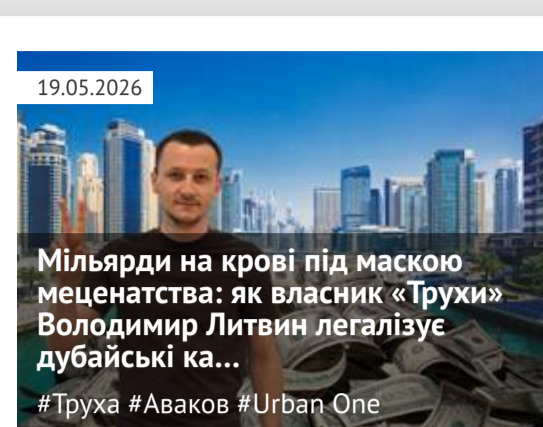 19.05.2026
Мільярди на крові під маскою
меценатства: як власник «Трухи»
Володимир Литвин легалізує
дубайські ка...
#Труха #Аваков #Urban One